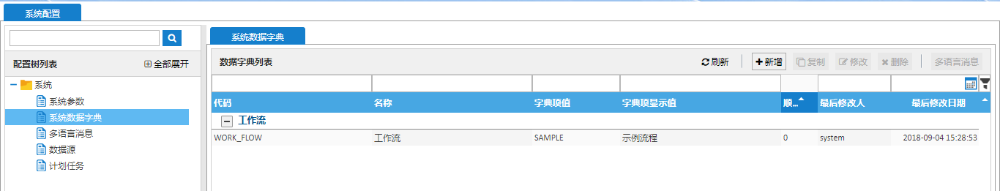 系统配置
配置树列表 全部展开
系统
系统参数
系统数据字典
多语言消息
数据源
计划任务
系统数据字典
数据字典列表 刷新 新增 复制 修改 删除 多语言消息
代码 名称 字典项值 字典项显示值 顺... 最后修改人 最后修改日期
工作流
WORK_FLOW 工作流 SAMPLE 示例流程 0 system 2018-09-04 15:28:53